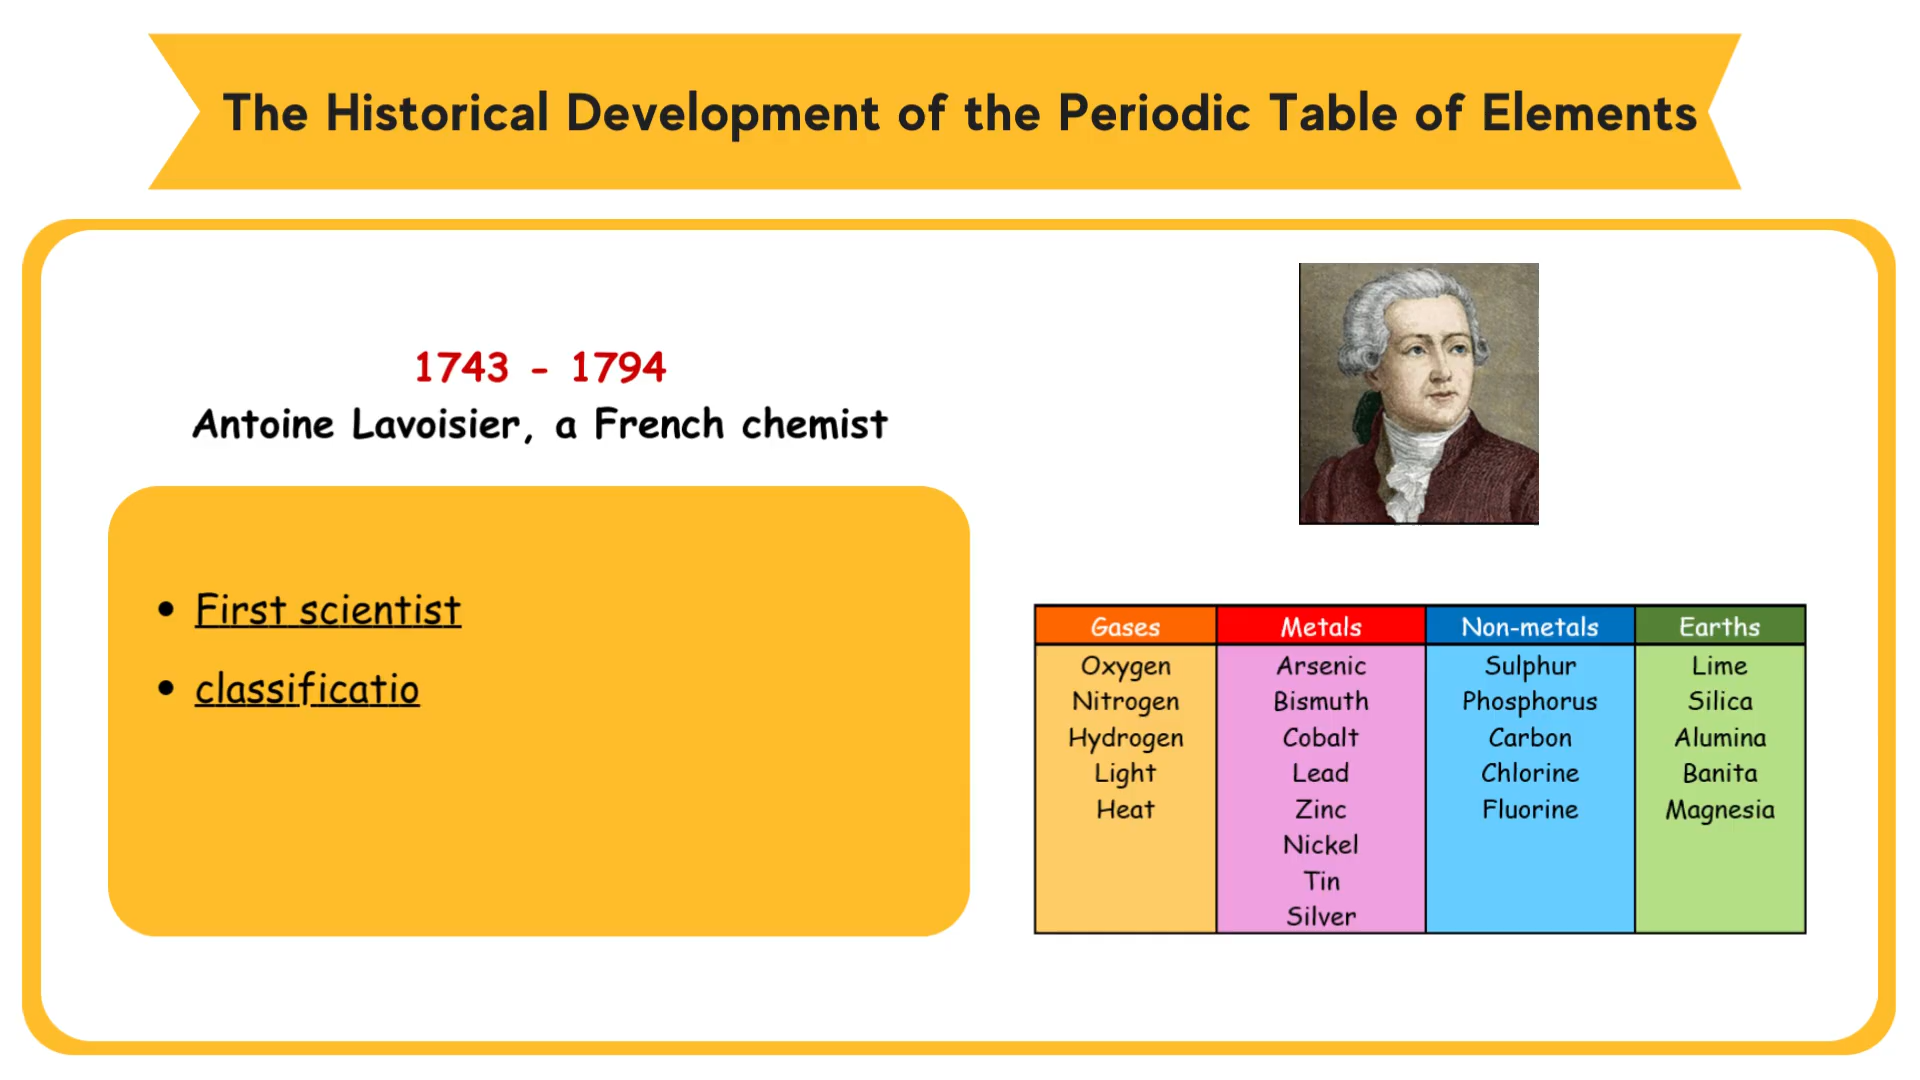 The Historical Development of the Periodic Table of Elements
1743 - 1794
Antoine Lavoisier, a French chemist
• First scientist
• classificatio
Gases Metals Non-metals Earths
Oxygen Arsenic Sulphur Lime
Nitrogen Bismuth Phosphorus Silica
Hydrogen Cobalt Carbon Alumina
Light Lead Chlorine Banita
Heat Zinc Fluorine Magnesia
Nickel
Tin
Silver